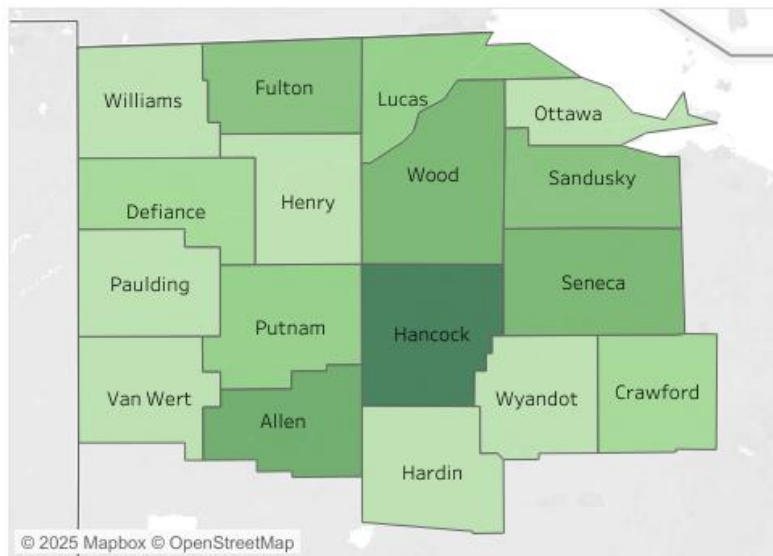 Williams
Fulton
Lucas
Ottawa
Wood
Sandusky
Defiance
Henry
Paulding
Seneca
Putnam
Hancock
Van Wert
Allen
Wyandot
Crawford
Hardin
© 2025 Mapbox © OpenStreetMap